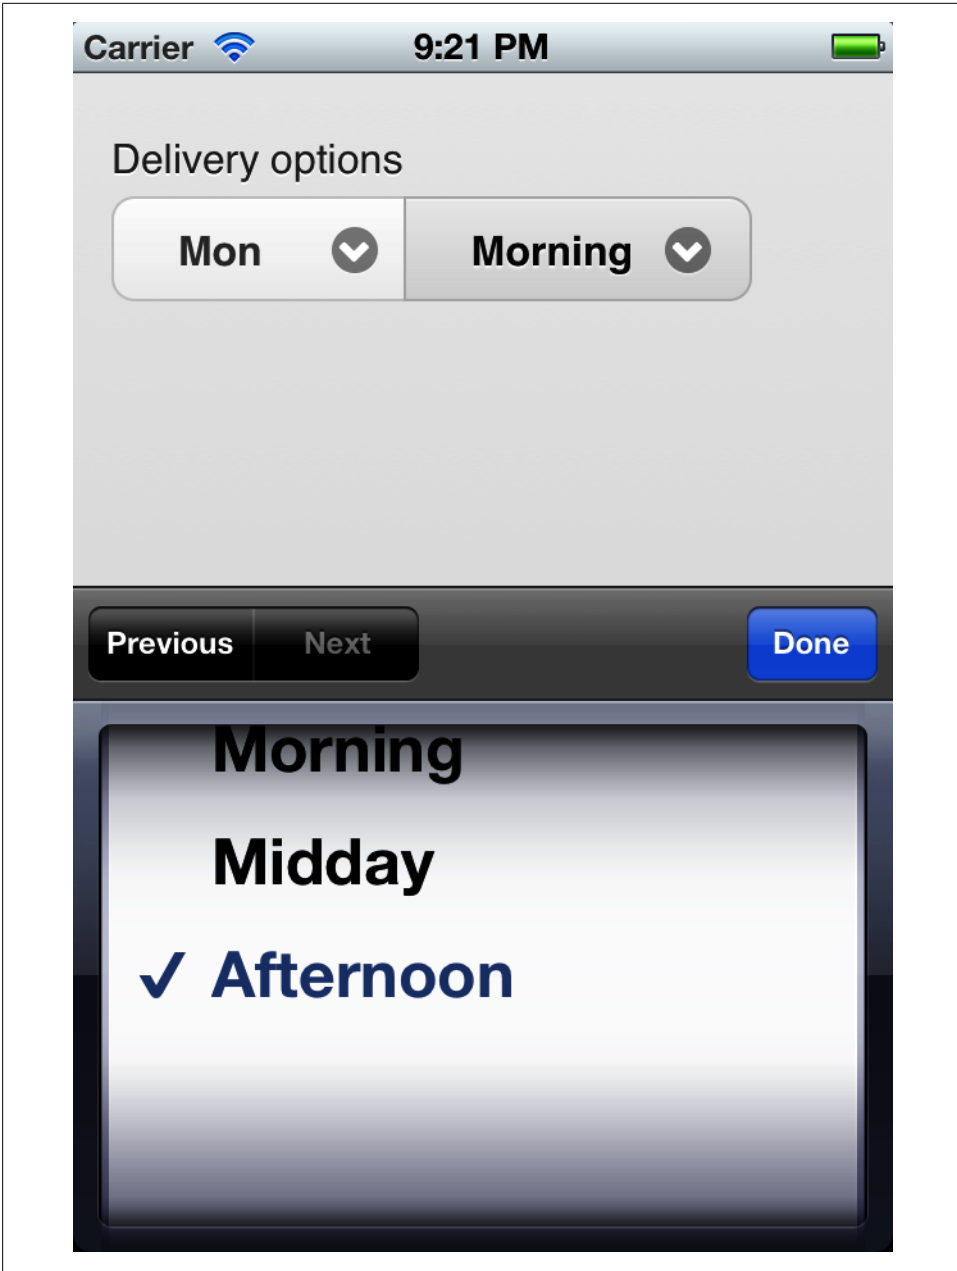 Carrier 9:21 PM
Delivery options
Mon Morning
Previous Next Done
Morning
Midday
✓ Afternoon